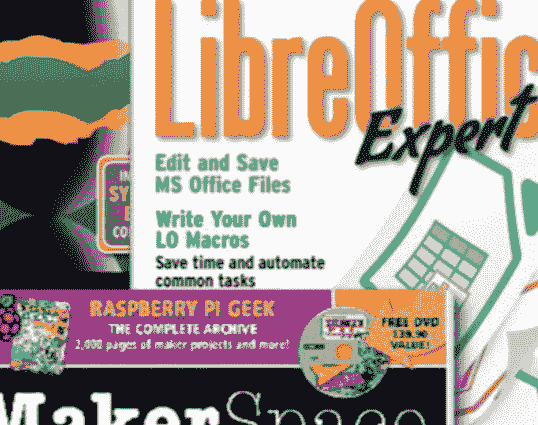 LibreOffic
Expert
Edit and Save
MS Office Files
Write Your Own
LO Macros
Save time and automate
common tasks
RASPBERRY PI GEEK
THE COMPLETE ARCHIVE
2,000 pages of maker projects and more!
FREE DVD
VALUE!
MakerSpace